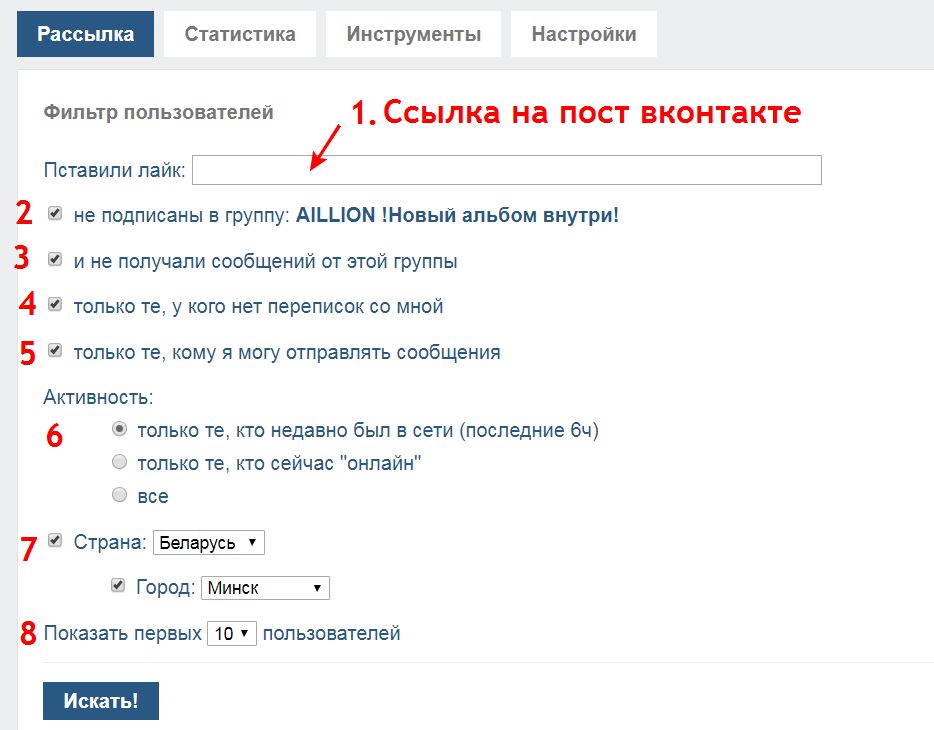 Рассылка Статистика Инструменты Настройки
Фильтр пользователей
1. Ссылка на пост вконтакте
Пставили лайк:
2 не подписаны в группу: AILLION !Новый альбом внутри!
3 и не получали сообщений от этой группы
4 только те, у кого нет переписок со мной
5 только те, кому я могу отправлять сообщения
Активность:
6 только те, кто недавно был в сети (последние 6ч)
только те, кто сейчас "онлайн"
все
7 Страна: Беларусь
Город: Минск
8 Показать первых 10 пользователей
Искать!